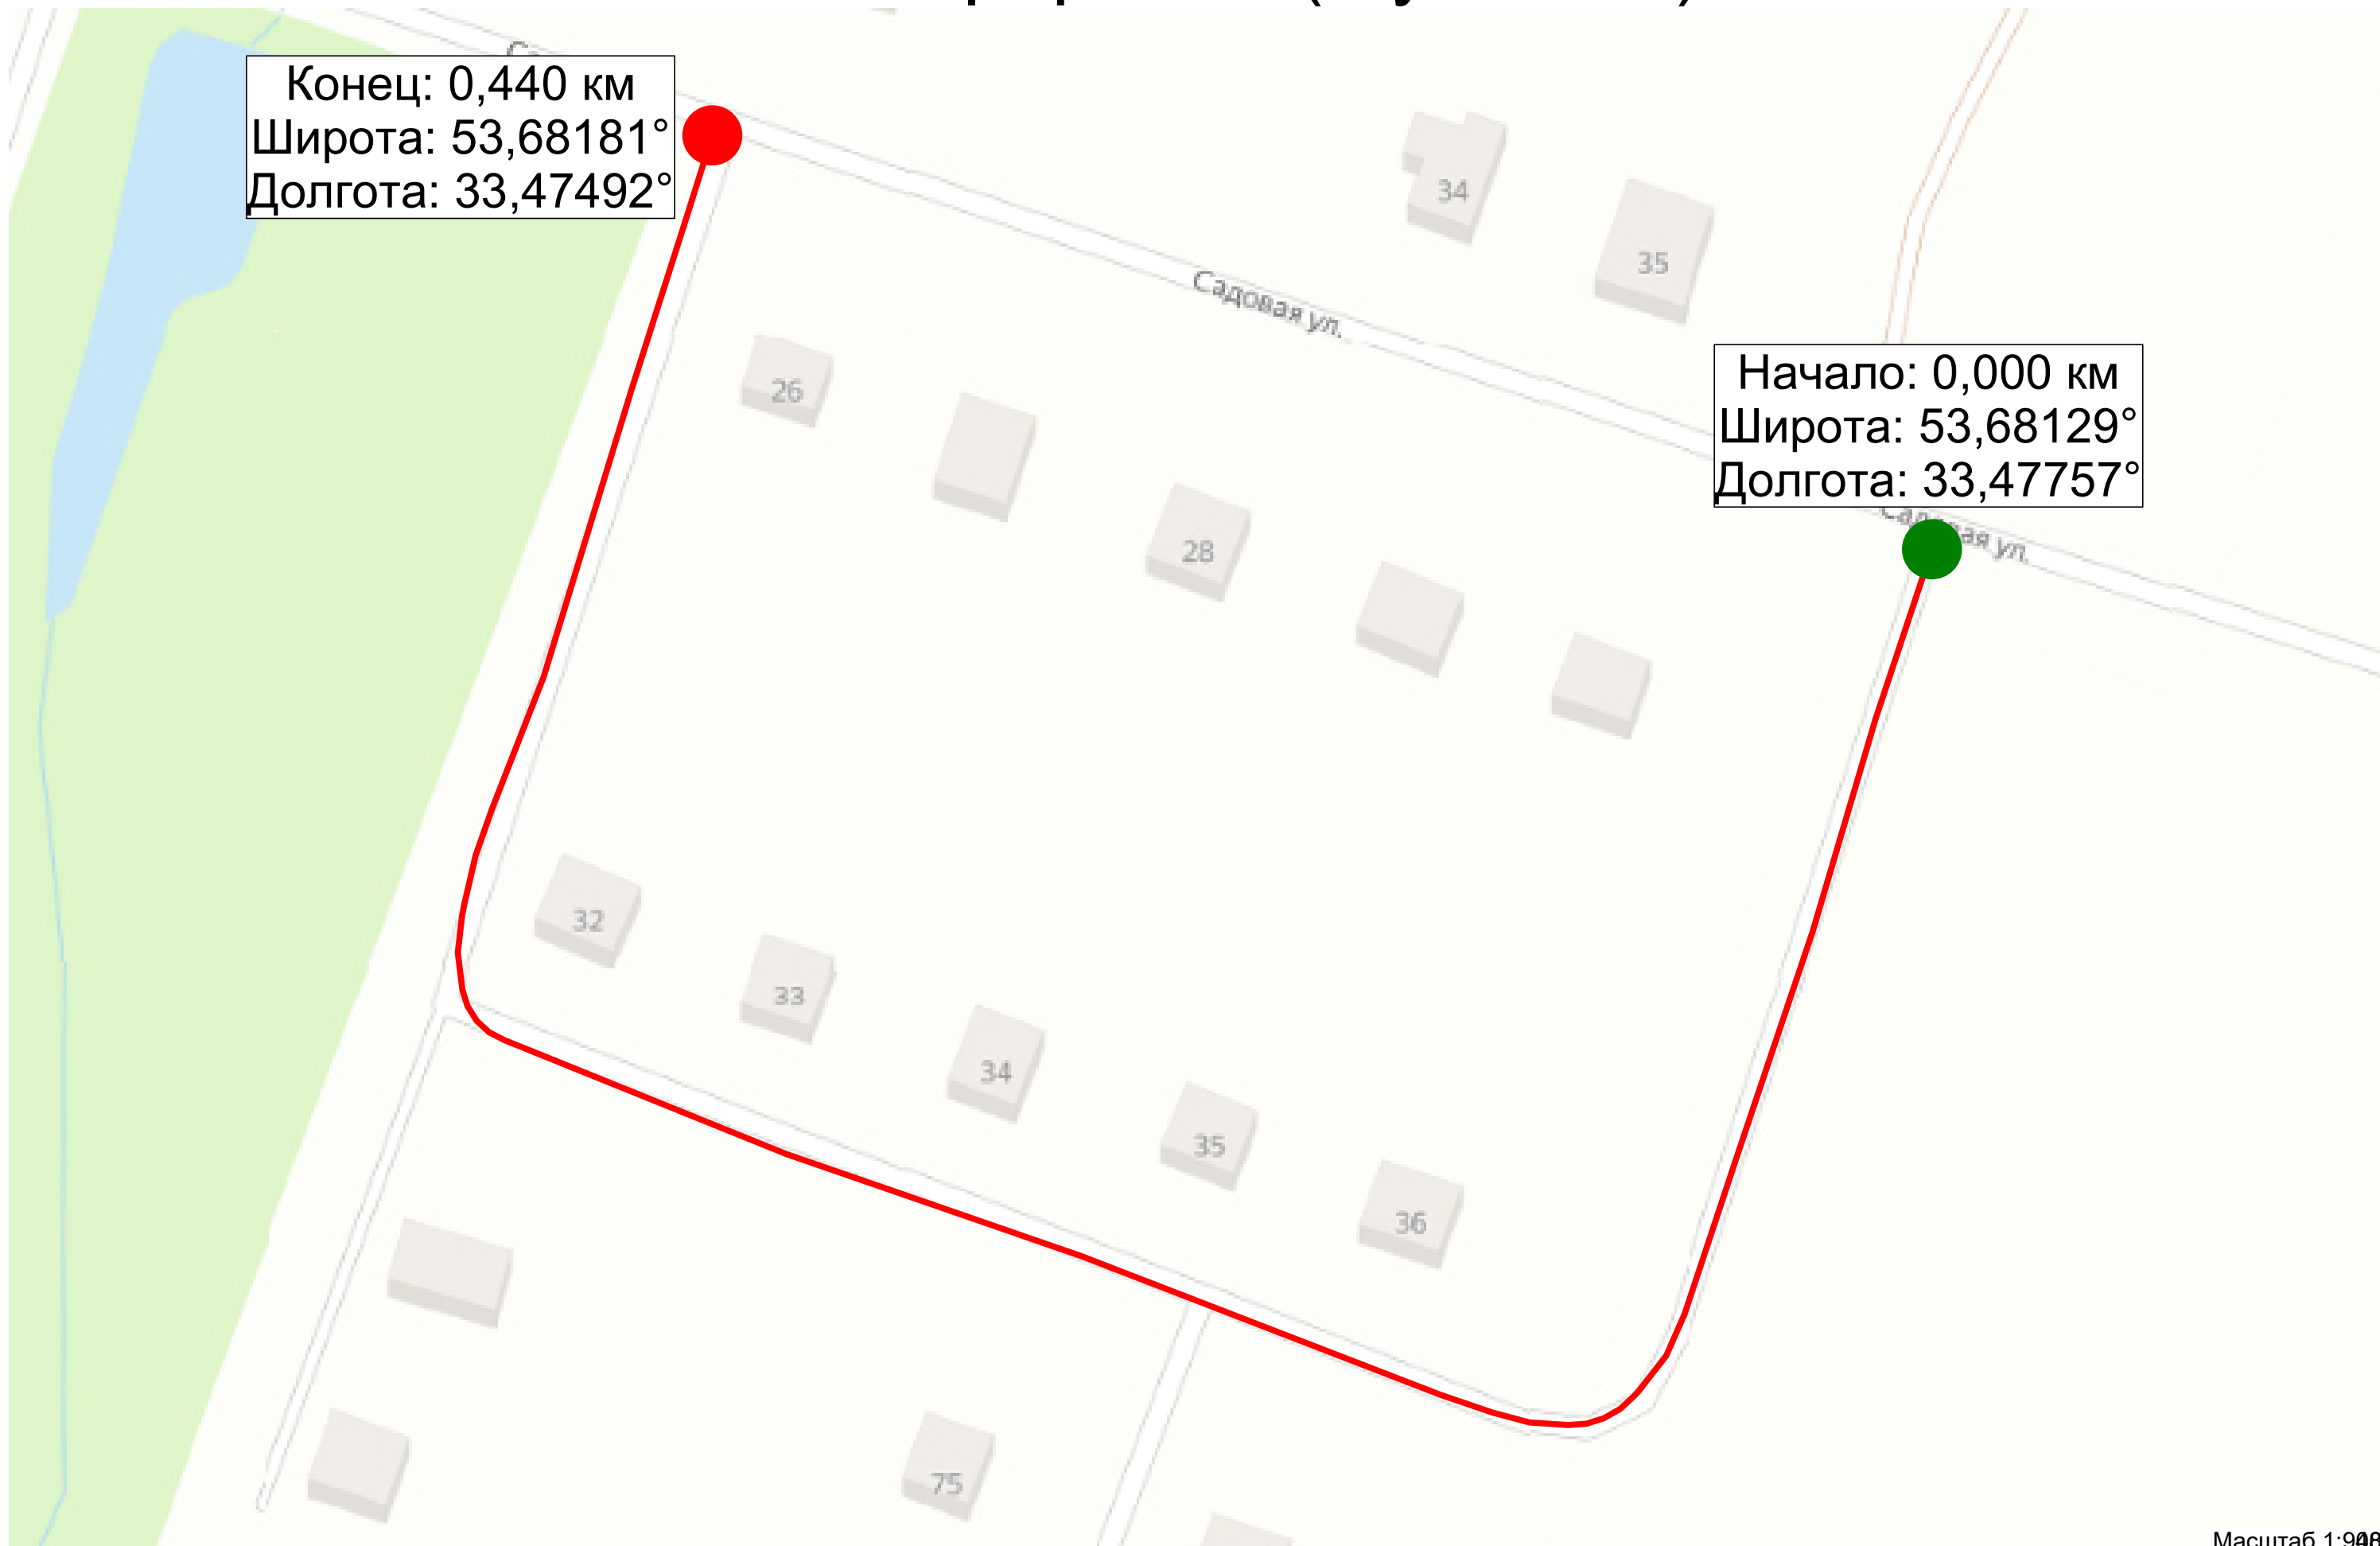 Конец: 0,440 км
Широта: 53,68181°
Долгота: 33,47492°
34
35
Садовая ул.
Начало: 0,000 км
Широта: 53,68129°
Долгота: 33,47757°
26
28
32
33
34
35
36
75
Масштаб